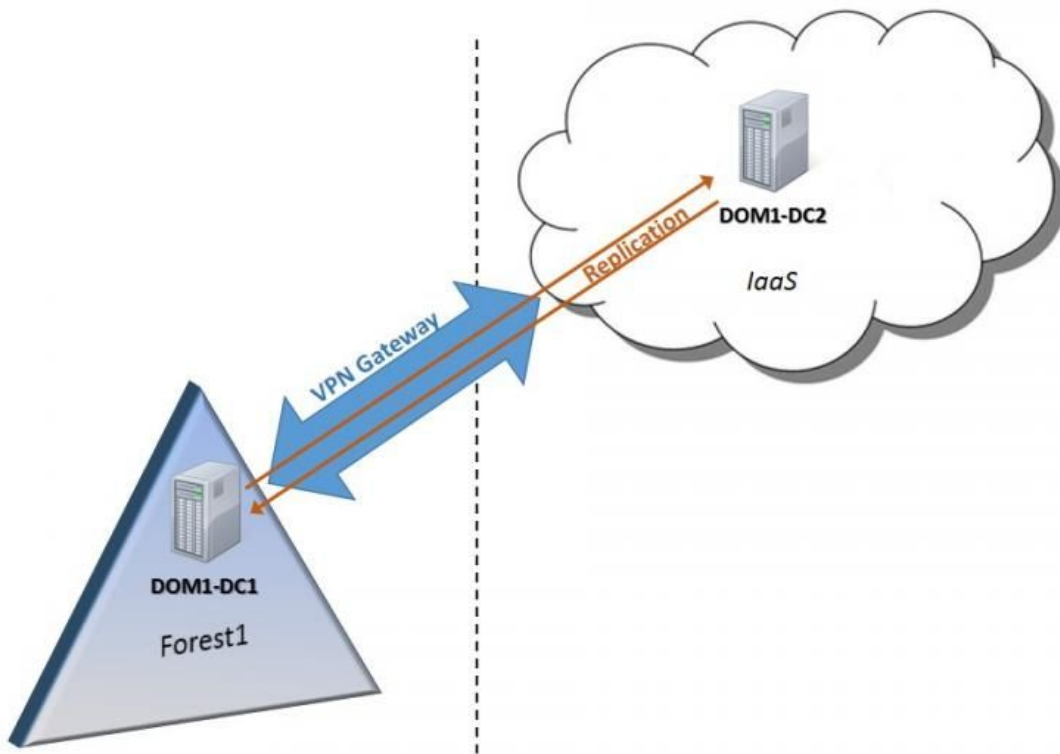 DOM1-DC2
IaaS
Replication
VPN Gateway
DOM1-DC1
Forest1